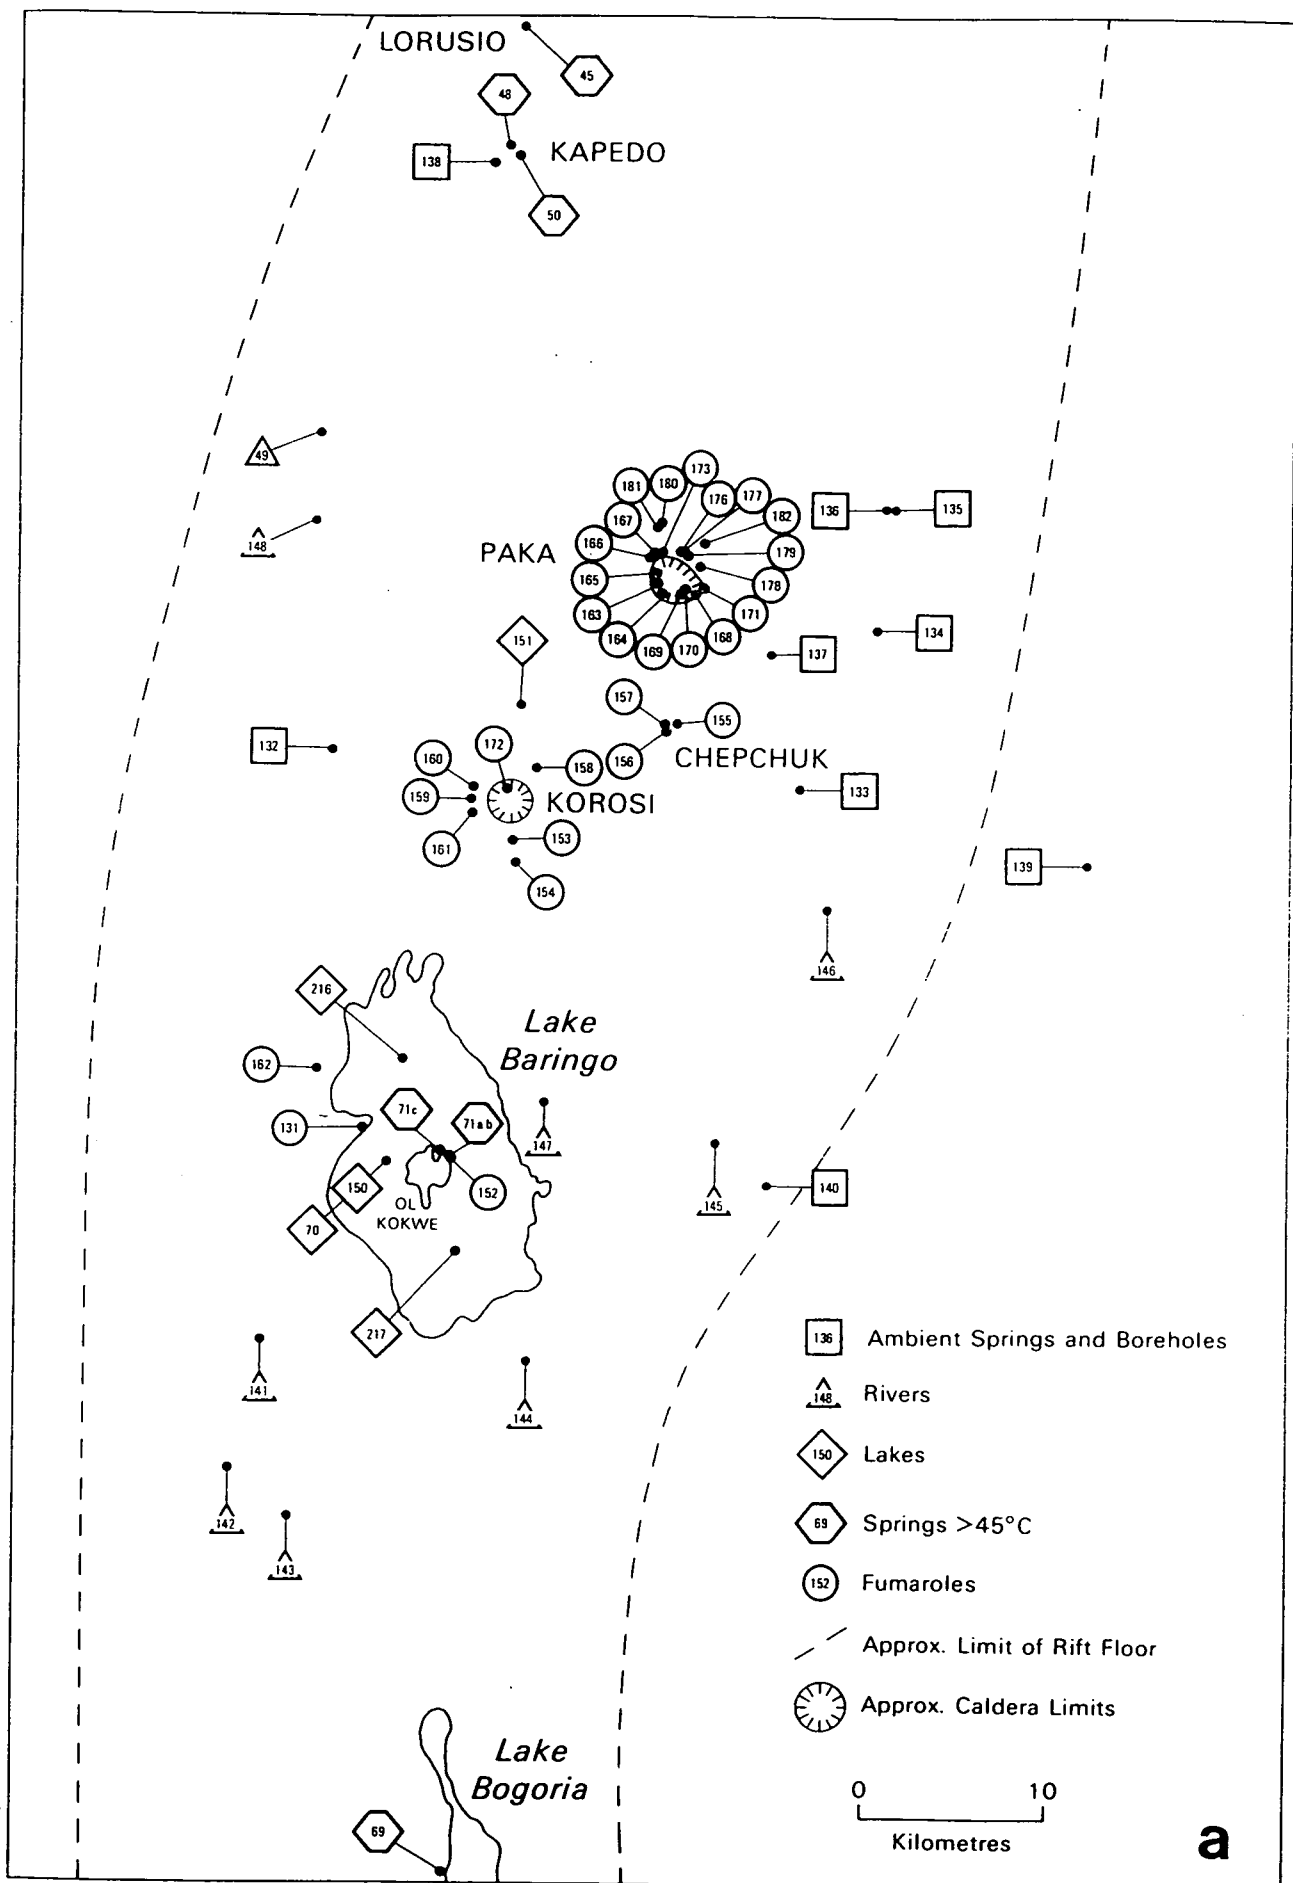 LORUSIO
45
48
138
KAPEDO
50
49
148
173
181
180
176
177
167
182
136
135
166
PAKA
179
165
178
163
171
164
168
134
151
169
170
137
157
155
132
172
156
CHEPCHUK
160
158
159
KOROSI
133
161
153
139
154
146
216
Lake
Baringo
162
71c
71ab
131
147
150
152
145
140
OL
KOKWE
70
217
136 Ambient Springs and Boreholes
141
148 Rivers
144
150 Lakes
142
69 Springs >45°C
143
152 Fumaroles
Approx. Limit of Rift Floor
Approx. Caldera Limits
Lake
Bogoria
0 10
69
Kilometres
a